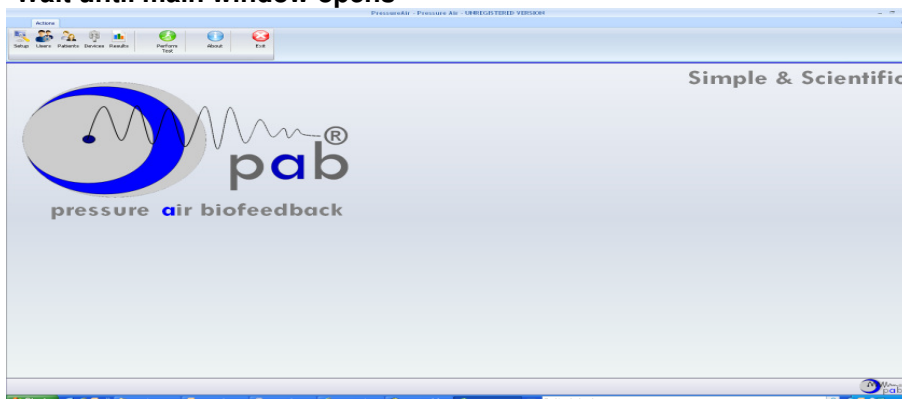 Wait until main window opens
PressureAir - Pressure Air - UNREGISTERED VERSION
Actions
Setup Users Patients Devices Results Perform Test About Exit
Simple & Scientific
pab®
pressure air biofeedback
pab